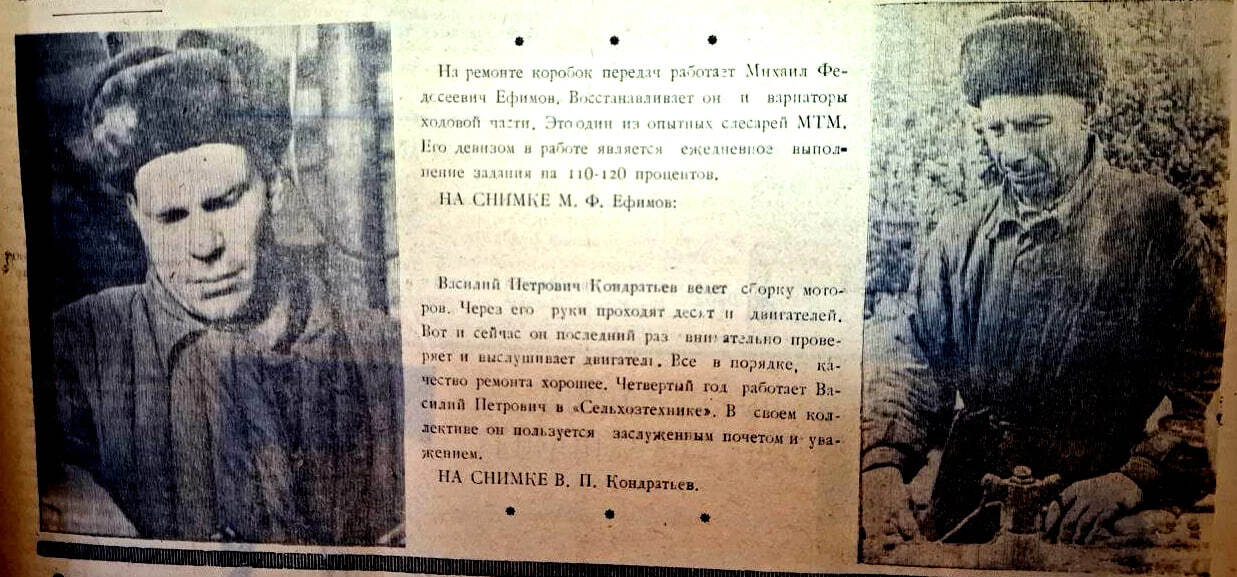 На ремонте коробок передач работает Михаил Фе-
досеевич Ефимов. Восстанавливает он и вариаторы
ходовой части. Это один из опытных слесарей МТМ.
Его девизом в работе является ежедневное выпол-
нение задания на 110-120 процентов.
НА СНИМКЕ М. Ф. Ефимов:
Василий Петрович Кондратьев ведет сборку мото-
ров. Через его руки проходят десятки двигателей.
Вот и сейчас он последний раз внимательно прове-
ряет и выслушивает двигатель. Все в порядке, ка-
чество ремонта хорошее. Четвертый год работает Ва-
силий Петрович в «Сельхозтехнике». В своем кол-
лективе он пользуется заслуженным почетом и ува-
жением.
НА СНИМКЕ В. П. Кондратьев.